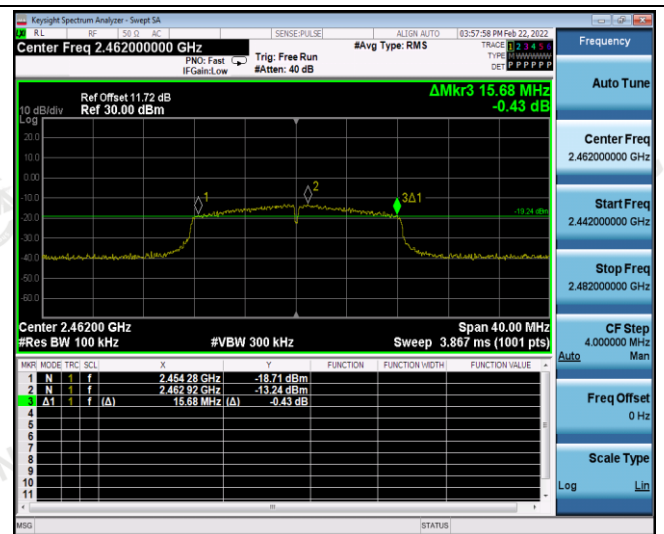 Keysight Spectrum Analyzer - Swept SA
RL RF 50 Ω AC SENSE:PULSE ALIGN AUTO 03:57:58 PM Feb 22, 2022
Center Freq 2.462000000 GHz #Avg Type: RMS TRACE 1 2 3 4 5 6
PNO: Fast Trig: Free Run TYPE MWWWWW
IFGain:Low #Atten: 40 dB DET P P P P P P
Ref Offset 11.72 dB ΔMkr3 15.68 MHz
10 dB/div Ref 30.00 dBm -0.43 dB
Log
20.0
10.0
0.00
-10.0
1
2
3Δ1
-19.24 dBm
-20.0
-30.0
-40.0
-50.0
-60.0
Center 2.46200 GHz Span 40.00 MHz
#Res BW 100 kHz #VBW 300 kHz Sweep 3.867 ms (1001 pts)
MKR MODE TRC SCL X Y FUNCTION FUNCTION WIDTH FUNCTION VALUE
1 N 1 f 2.454 28 GHz -18.71 dBm
2 N 1 f 2.462 92 GHz -13.24 dBm
3 Δ1 1 f (Δ) 15.68 MHz (Δ) -0.43 dB
4
5
6
7
8
9
10
11
MSG STATUS
Frequency
Auto Tune
Center Freq
2.462000000 GHz
Start Freq
2.442000000 GHz
Stop Freq
2.482000000 GHz
CF Step
4.000000 MHz
Auto Man
Freq Offset
0 Hz
Scale Type
Log Lin